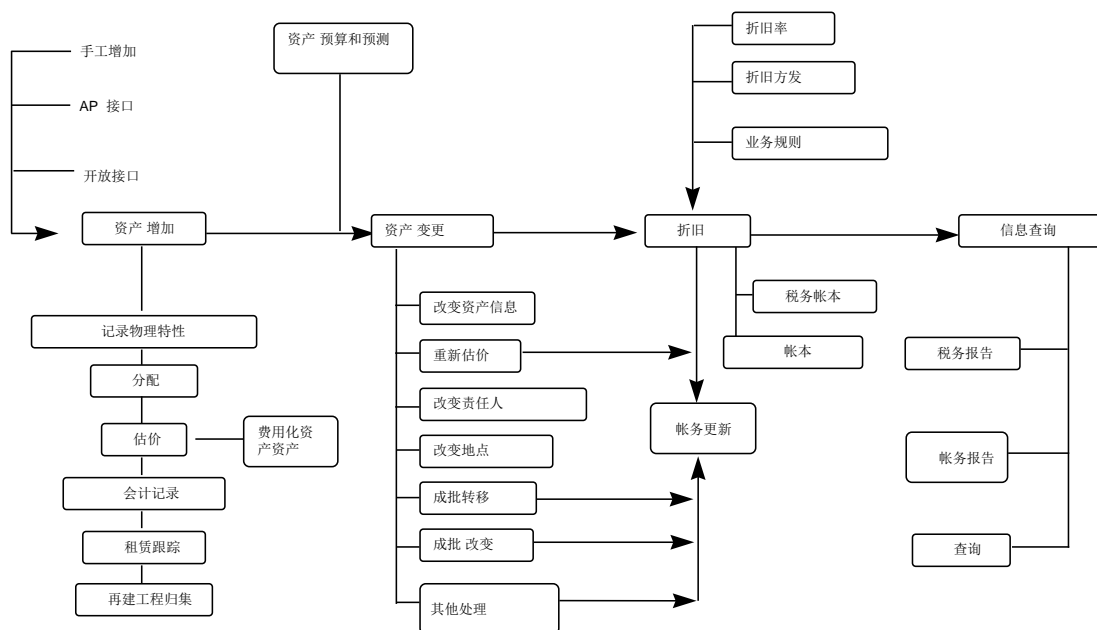 手工增加
AP 接口
开放接口
资产 预算和预测
折旧率
折旧方发
业务规则
资产 增加
资产 变更
折旧
信息查询
记录物理特性
分配
估价
费用化资
产资产
会计记录
租赁跟踪
再建工程归集
改变资产信息
重新估价
改变责任人
改变地点
成批转移
成批 改变
其他处理
税务帐本
帐本
帐务更新
税务报告
帐务报告
查询